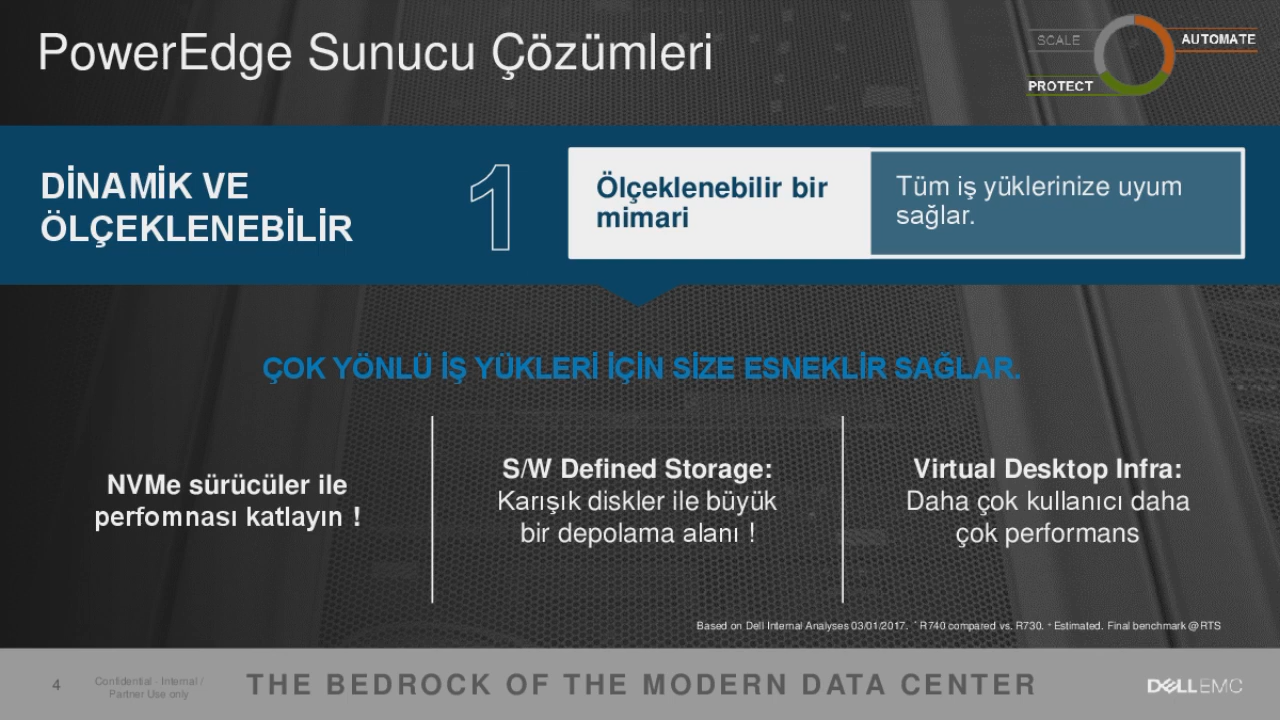 PowerEdge Sunucu Çözümleri
SCALE
AUTOMATE
PROTECT
DİNAMİK VE
ÖLÇEKLENEBİLİR
1
Ölçeklenebilir bir
mimari
Tüm iş yüklerinize uyum
sağlar.
ÇOK YÖNLÜ İŞ YÜKLERİ İÇİN SİZE ESNEKLİR SAĞLAR.
NVMe sürücüler ile
perfomnası katlayın !
S/W Defined Storage:
Karışık diskler ile büyük
bir depolama alanı !
Virtual Desktop Infra:
Daha çok kullanıcı daha
çok performans
Based on Dell Internal Analyses 03/01/2017. * R740 compared vs. R730. + Estimated. Final benchmark @ RTS
4
Confidential - Internal /
Partner Use only
THE BEDROCK OF THE MODERN DATA CENTER
DELLEMC